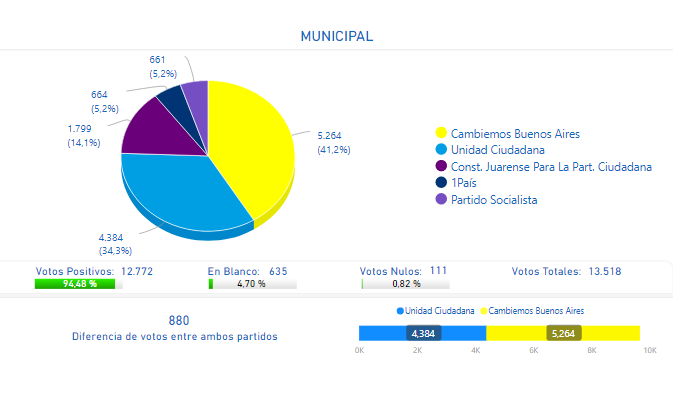 MUNICIPAL
661
(5,2%)
664
(5,2%)
1.799
(14,1%)
5.264
(41,2%)
4.384
(34,3%)
Cambiemos Buenos Aires
Unidad Ciudadana
Const. Juarense Para La Part. Ciudadana
1País
Partido Socialista
Votos Positivos: 12.772
94,48 %
En Blanco: 635
4,70 %
Votos Nulos: 111
0,82 %
Votos Totales: 13.518
880
Diferencia de votos entre ambos partidos
Unidad Ciudadana Cambiemos Buenos Aires
4,384 5,264
0K 2K 4K 6K 8K 10K